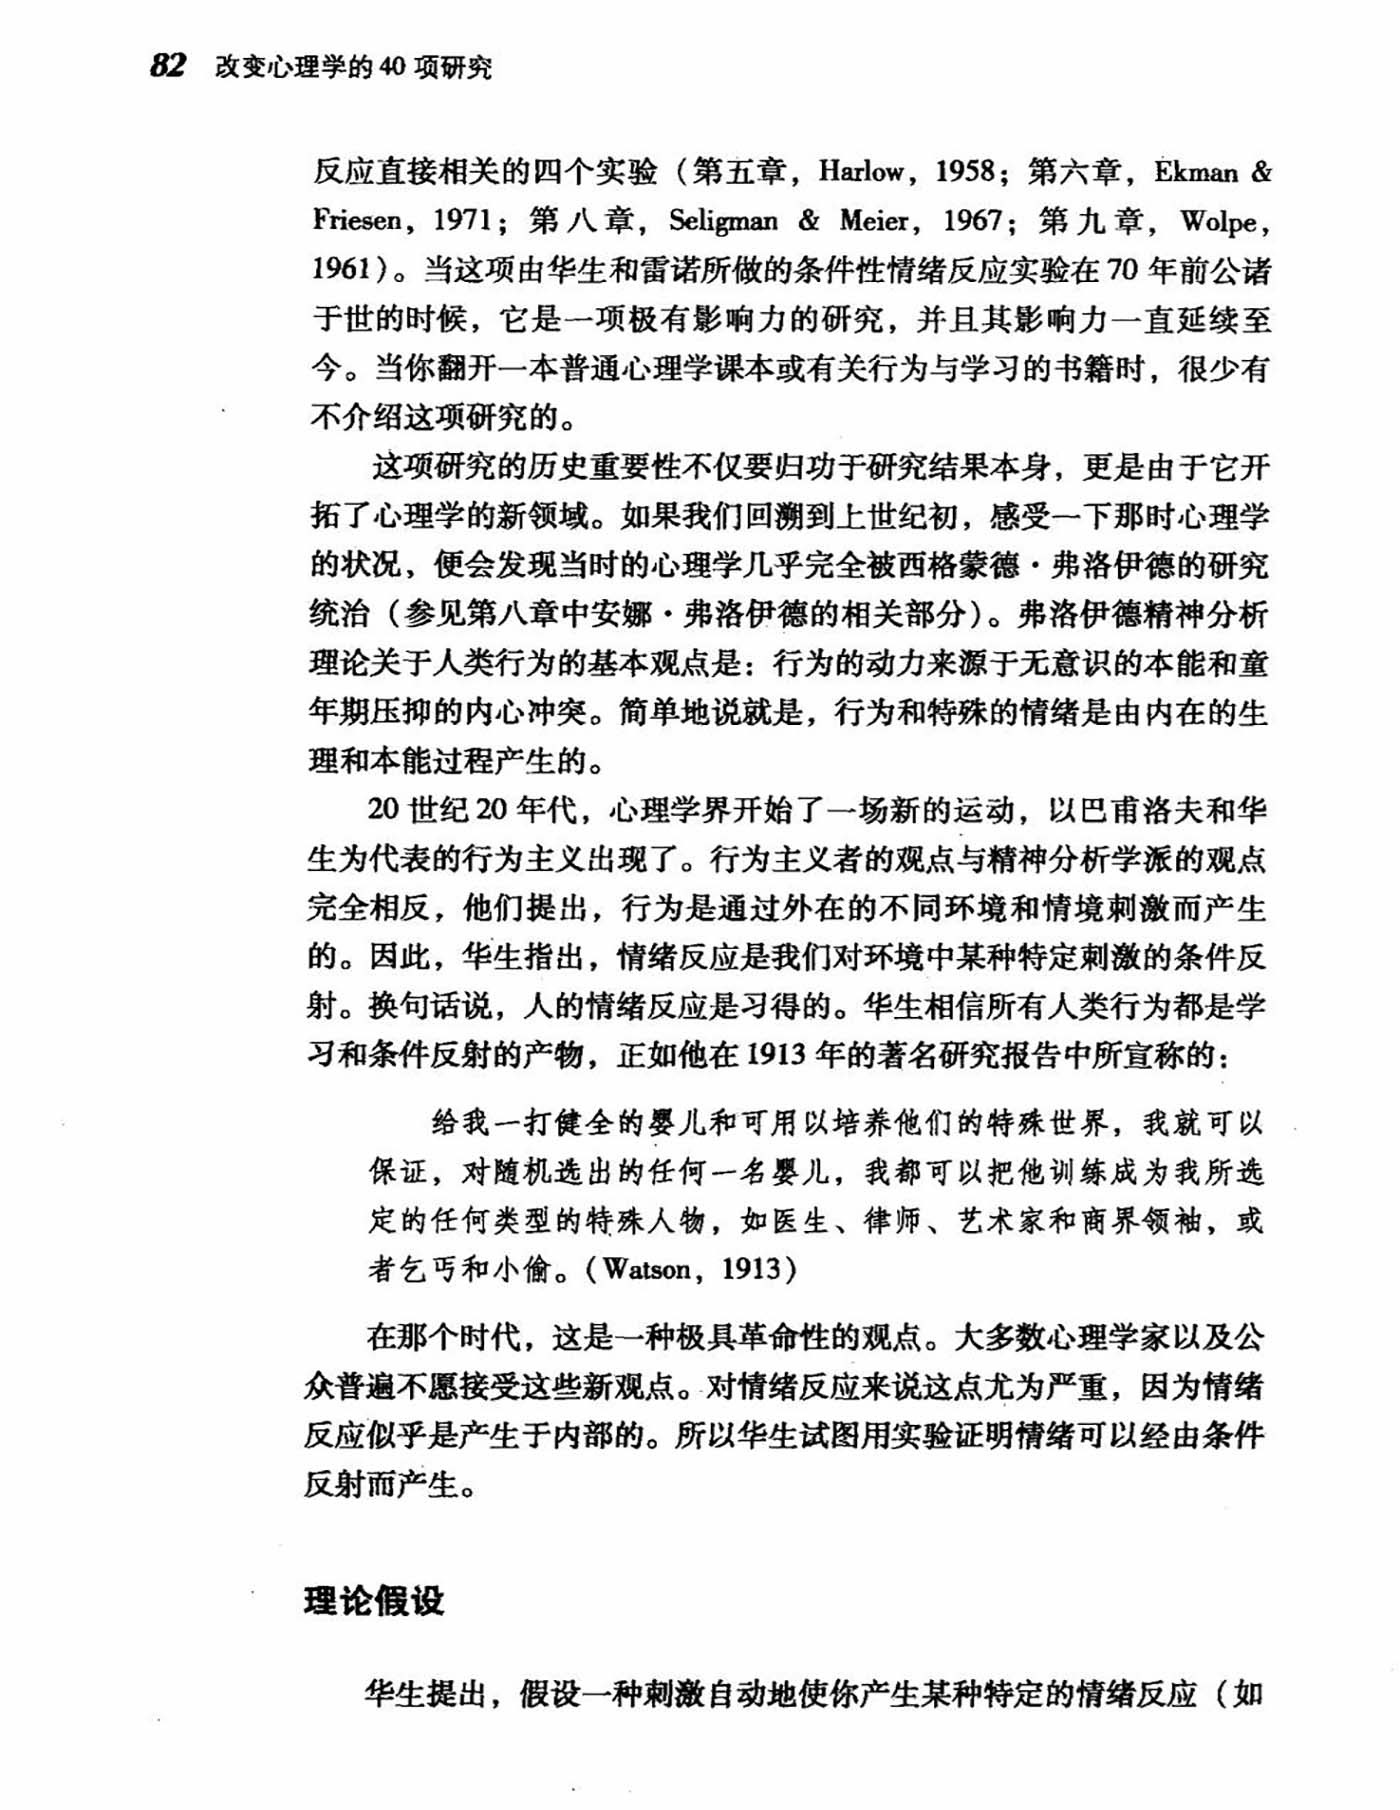 82 改变心理学的 40 项研究
反应直接相关的四个实验（第五章，Harlow，1958；第六章，Ekman &
Friesen，1971；第八章，Seligman & Meier，1967；第九章，Wolpe，
1961）。当这项由华生和雷诺所做的条件性情绪反应实验在 70 年前公诸
于世的时候，它是一项极有影响力的研究，并且其影响力一直延续至
今。当你翻开一本普通心理学课本或有关行为与学习的书籍时，很少有
不介绍这项研究的。
这项研究的历史重要性不仅要归功于研究结果本身，更是由于它开
拓了心理学的新领域。如果我们回溯到上世纪初，感受一下那时心理学
的状况，便会发现当时的心理学几乎完全被西格蒙德·弗洛伊德的研究
统治（参见第八章中安娜·弗洛伊德的相关部分）。弗洛伊德精神分析
理论关于人类行为的基本观点是：行为的动力来源于无意识的本能和童
年期压抑的内心冲突。简单地说就是，行为和特殊的情绪是由内在的生
理和本能过程产生的。
20 世纪 20 年代，心理学界开始了一场新的运动，以巴甫洛夫和华
生为代表的行为主义出现了。行为主义者的观点与精神分析学派的观点
完全相反，他们提出，行为是通过外在的不同环境和情境刺激而产生
的。因此，华生指出，情绪反应是我们对环境中某种特定刺激的条件反
射。换句话说，人的情绪反应是习得的。华生相信所有人类行为都是学
习和条件反射的产物，正如他在 1913 年的著名研究报告中所宣称的：
给我一打健全的婴儿和可用以培养他们的特殊世界，我就可以
保证，对随机选出的任何一名婴儿，我都可以把他训练成为我所选
定的任何类型的特殊人物，如医生、律师、艺术家和商界领袖，或
者乞丐和小偷。（Watson，1913）
在那个时代，这是一种极具革命性的观点。大多数心理学家以及公
众普遍不愿接受这些新观点。对情绪反应来说这点尤为严重，因为情绪
反应似乎是产生于内部的。所以华生试图用实验证明情绪可以经由条件
反射而产生。
理论假设
华生提出，假设一种刺激自动地使你产生某种特定的情绪反应（如